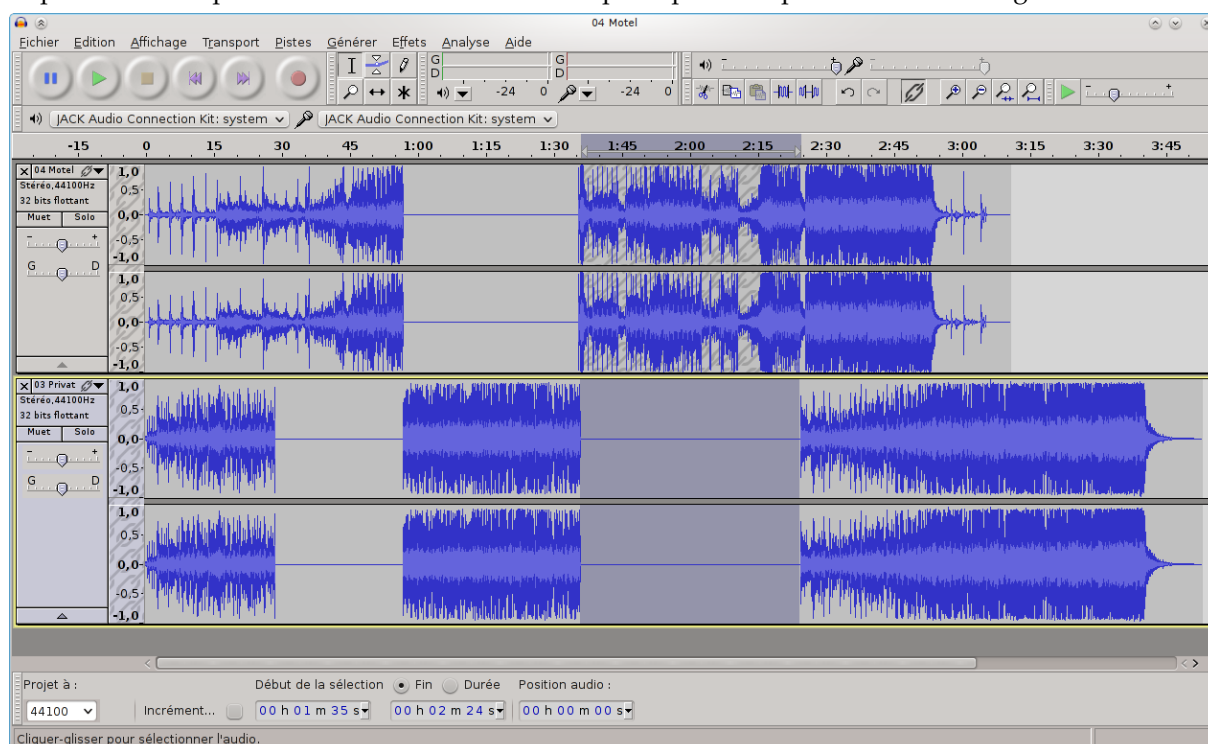 04 Motel
Eichier Edition Affichage Transport Pistes Générer Effets Analyse Aide
G
D
-24 0
G
D
-24 0
- +
JACK Audio Connection Kit: system
JACK Audio Connection Kit: system
-15 0 15 30 45 1:00 1:15 1:30 1:45 2:00 2:15 2:30 2:45 3:00 3:15 3:30 3:45
X 04 Motel
Stéréo,44100Hz
32 bits flottant
Muet Solo
- +
G D
1,0
0,5
0,0
-0,5
-1,0
1,0
0,5
0,0
-0,5
-1,0
X 03 Privat
Stéréo,44100Hz
32 bits flottant
Muet Solo
- +
G D
1,0
0,5
0,0
-0,5
-1,0
1,0
0,5
0,0
-0,5
-1,0
Projet à : Début de la sélection Fin Durée Position audio :
44100 Incrément... 00 h 01 m 35 s 00 h 02 m 24 s 00 h 00 m 00 s
Cliquer-glisser pour sélectionner l'audio.